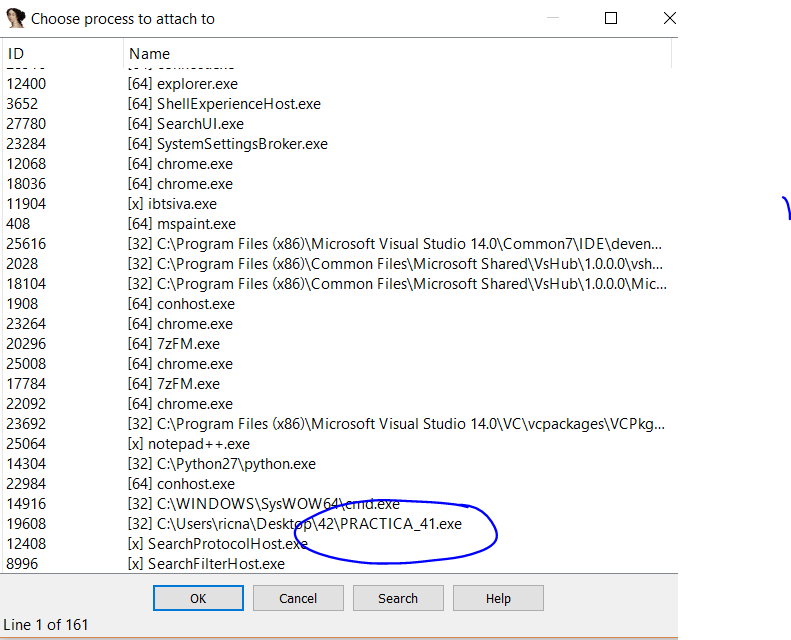 Choose process to attach to
ID Name
12400 [64] explorer.exe
3652 [64] ShellExperienceHost.exe
27780 [64] SearchUI.exe
23284 [64] SystemSettingsBroker.exe
12068 [64] chrome.exe
18036 [64] chrome.exe
11904 [x] ibtsiva.exe
408 [64] mspaint.exe
25616 [32] C:\Program Files (x86)\Microsoft Visual Studio 14.0\Common7\IDE\deven...
2028 [32] C:\Program Files (x86)\Common Files\Microsoft Shared\VsHub\1.0.0.0\vsh...
18104 [32] C:\Program Files (x86)\Common Files\Microsoft Shared\VsHub\1.0.0.0\Mic...
1908 [64] conhost.exe
23264 [64] chrome.exe
20296 [64] 7zFM.exe
25008 [64] chrome.exe
17784 [64] 7zFM.exe
22092 [64] chrome.exe
23692 [32] C:\Program Files (x86)\Microsoft Visual Studio 14.0\VC\vcpackages\VCPkg...
25064 [x] notepad++.exe
14304 [32] C:\Python27\python.exe
22984 [64] conhost.exe
14916 [32] C:\WINDOWS\SysWOW64\cmd.exe
19608 [32] C:\Users\ricna\Desktop\42\PRACTICA_41.exe
12408 [x] SearchProtocolHost.exe
8996 [x] SearchFilterHost.exe
OK Cancel Search Help
Line 1 of 161